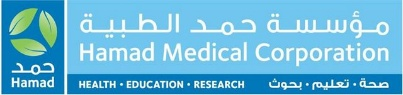 مؤسسة حمد الطبية
Hamad Medical Corporation
حمد
Hamad
HEALTH • EDUCATION • RESEARCH
صحة • تعليم • بحوث